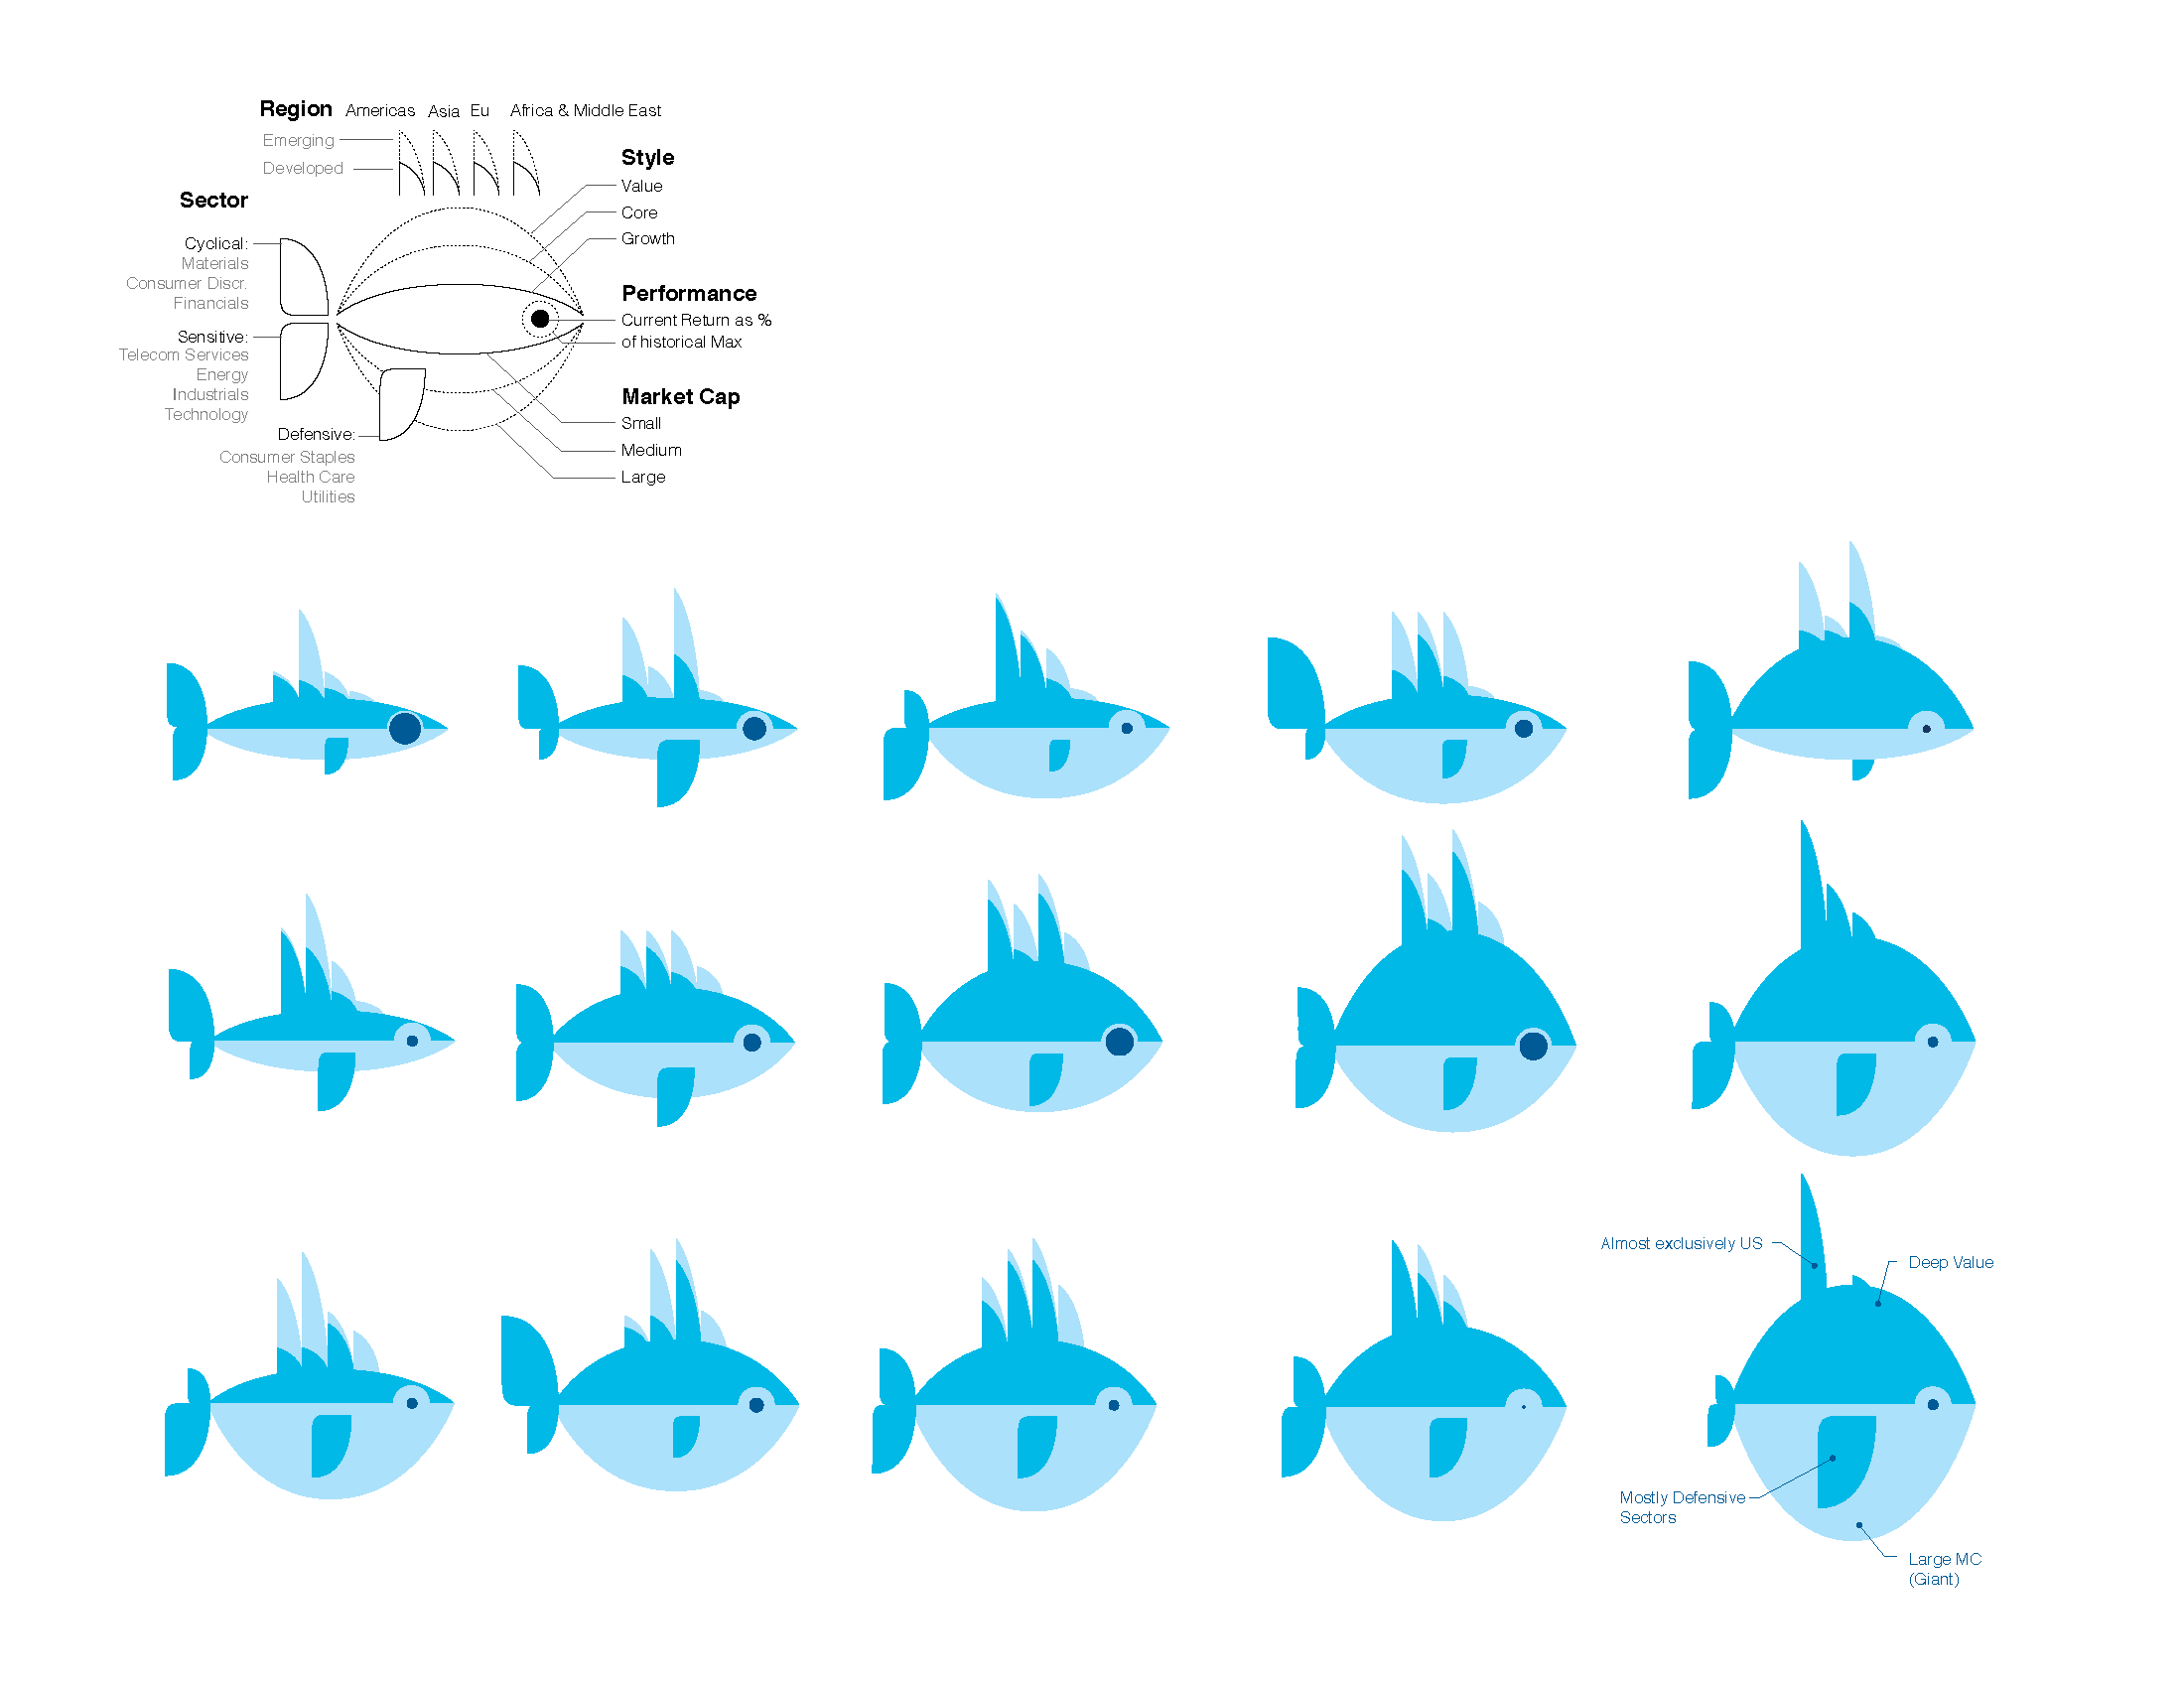 Region Americas Asia Eu Africa & Middle East
Emerging
Developed
Style
Value
Core
Growth
Sector
Cyclical:
Materials
Consumer Discr.
Financials
Sensitive:
Telecom Services
Energy
Industrials
Technology
Defensive:
Consumer Staples
Health Care
Utilities
Performance
Current Return as %
of historical Max
Market Cap
Small
Medium
Large
Almost exclusively US
Deep Value
Mostly Defensive
Sectors
Large MC
(Giant)